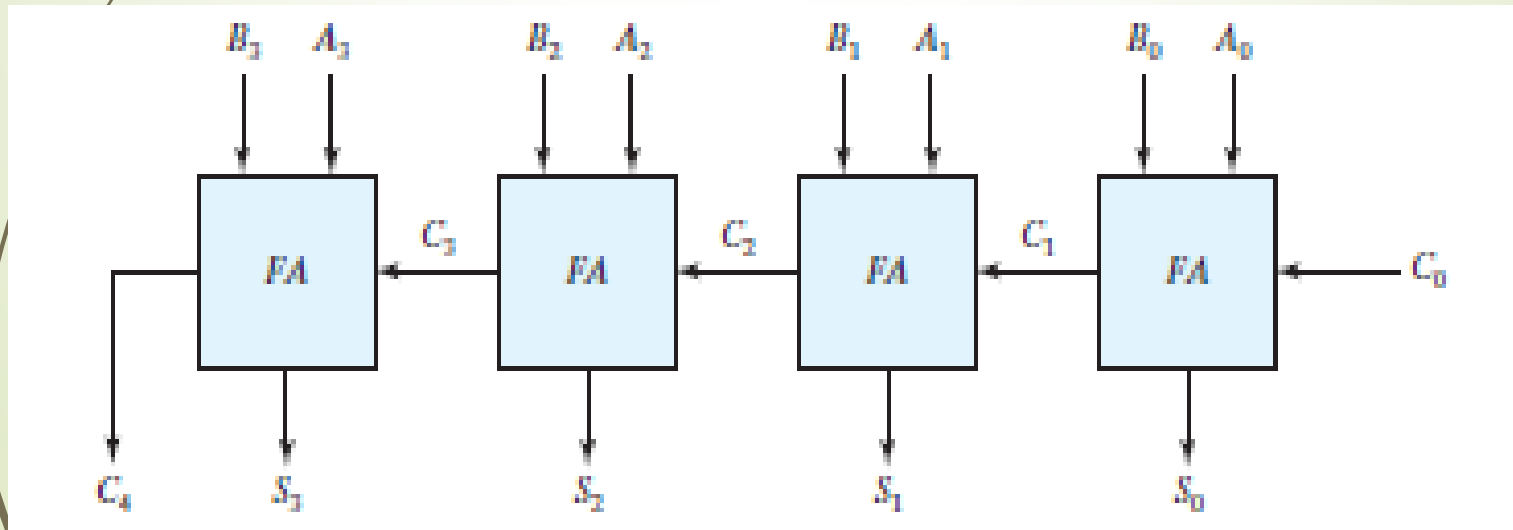 B₃ A₃ B₂ A₂ B₁ A₁ B₀ A₀
C₃ C₂ C₁
FA FA FA FA C₀
C₄ S₃ S₂ S₁ S₀